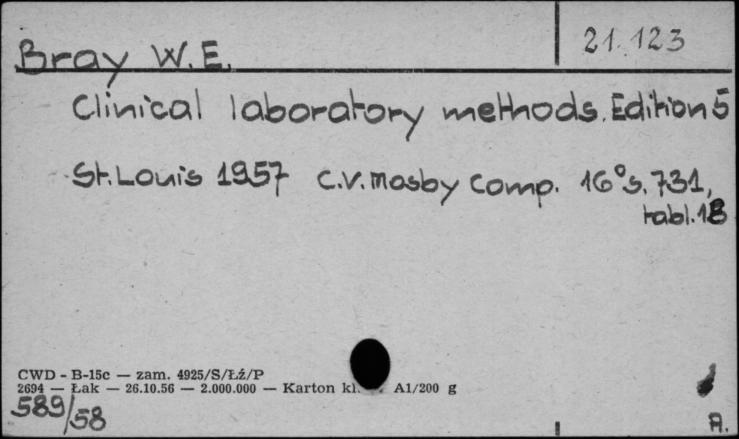 21.123
Bray W.E.
Clinical laboratory methods. Edition 5
St. Louis 1957 C.V. Mosby Comp. 16° s. 731,
tabl. 18
CWD - B-15c — zam. 4925/S/Łź/P
2694 — Łak — 26.10.56 — 2.000.000 — Karton kl. A1/200 g
589/58
A.